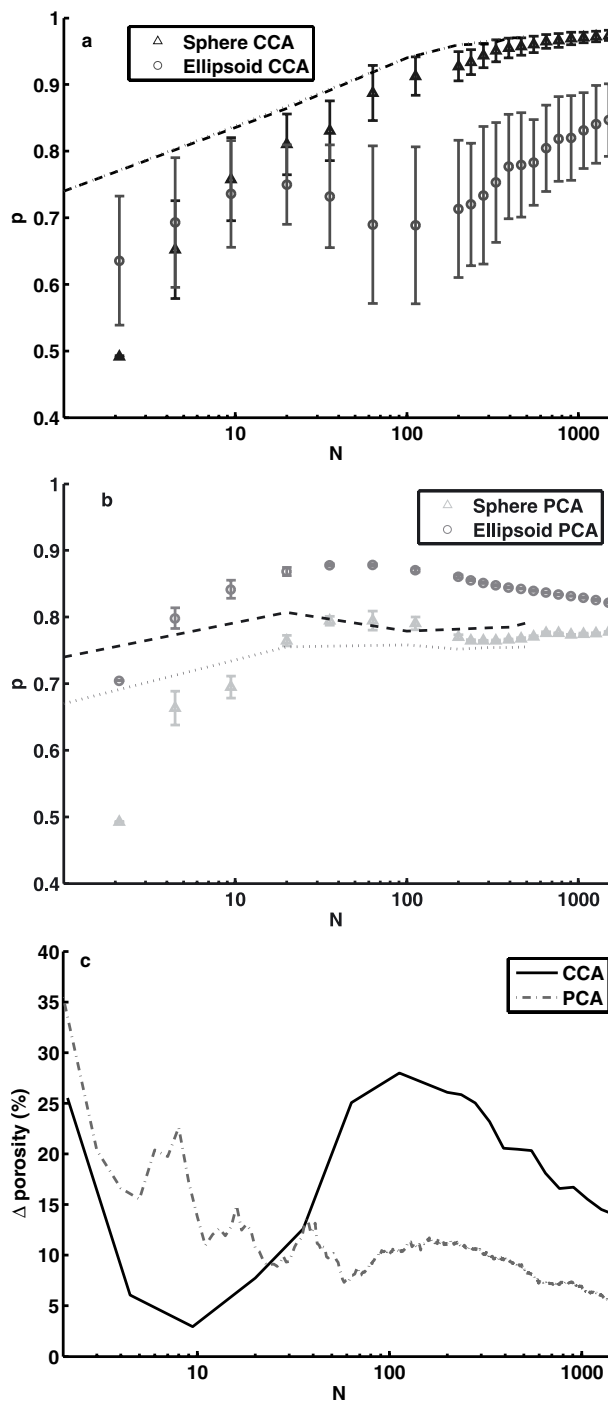 1
a
Sphere CCA
Ellipsoid CCA
0.9
0.8
p
0.7
0.6
0.5
0.4
10
100
1000
N
1
b
Sphere PCA
Ellipsoid PCA
0.9
0.8
p
0.7
0.6
0.5
0.4
10
100
1000
N
40
c
CCA
PCA
35
30
25
Δ porosity (%)
20
15
10
5
0
10
100
1000
N